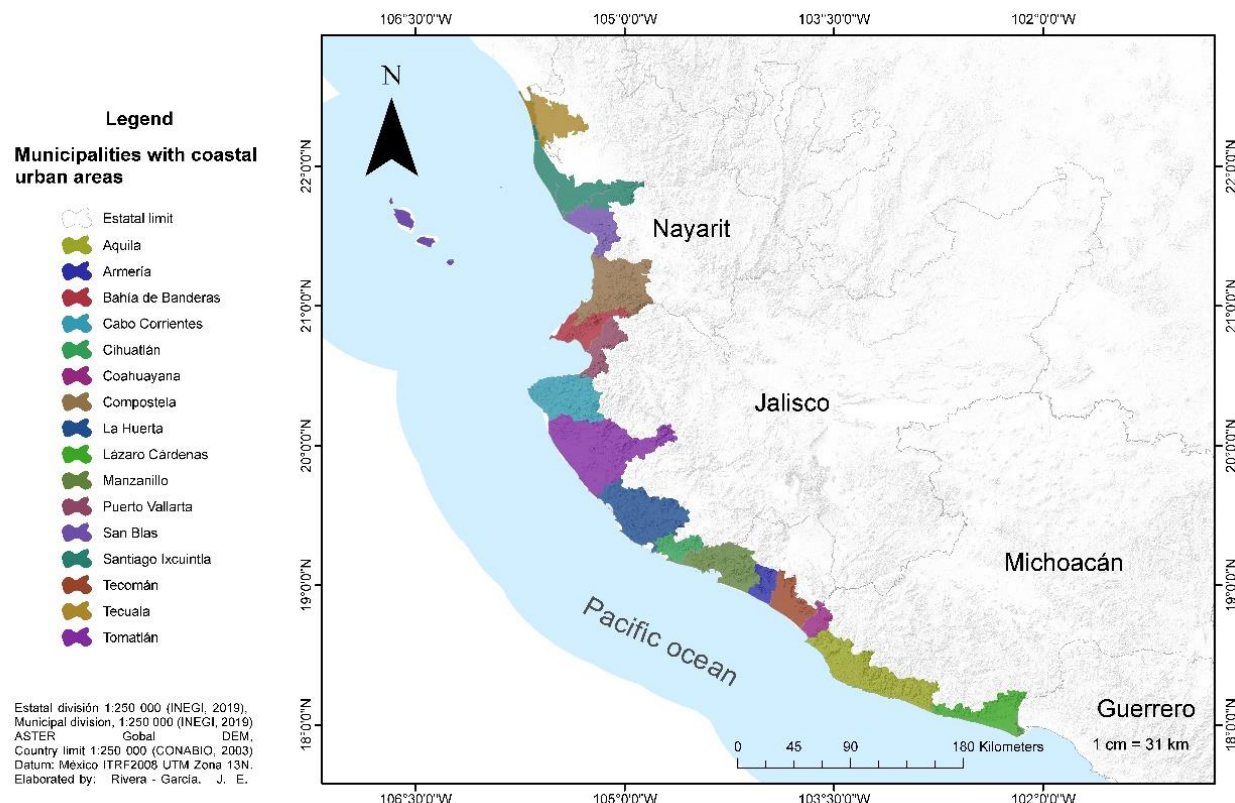 106°30'0"W 105°0'0"W 103°30'0"W 102°0'0"W
N
Legend
Municipalities with coastal
urban areas
Estatal limit
Aquila
Armería
Bahía de Banderas
Cabo Corrientes
Cihuatlán
Coahuayana
Compostela
La Huerta
Lázaro Cárdenas
Manzanillo
Puerto Vallarta
San Blas
Santiago Ixcuintla
Tecomán
Tecuala
Tomatlán
Estatal división 1:250 000 (INEGI, 2019),
Municipal division, 1:250 000 (INEGI, 2019)
ASTER Gobal DEM,
Country limit 1:250 000 (CONABIO, 2003)
Datum: México ITRF2008 UTM Zona 13N.
Elaborated by: Rivera - García. J. E.
22°0'0"N
21°0'0"N
20°0'0"N
19°0'0"N
18°0'0"N
Nayarit
Jalisco
Michoacán
Guerrero
Pacific ocean
0 45 90 180 Kilometers
1 cm = 31 km
22°0'0"N
21°0'0"N
20°0'0"N
19°0'0"N
18°0'0"N
106°30'0"W 105°0'0"W 103°30'0"W 102°0'0"W